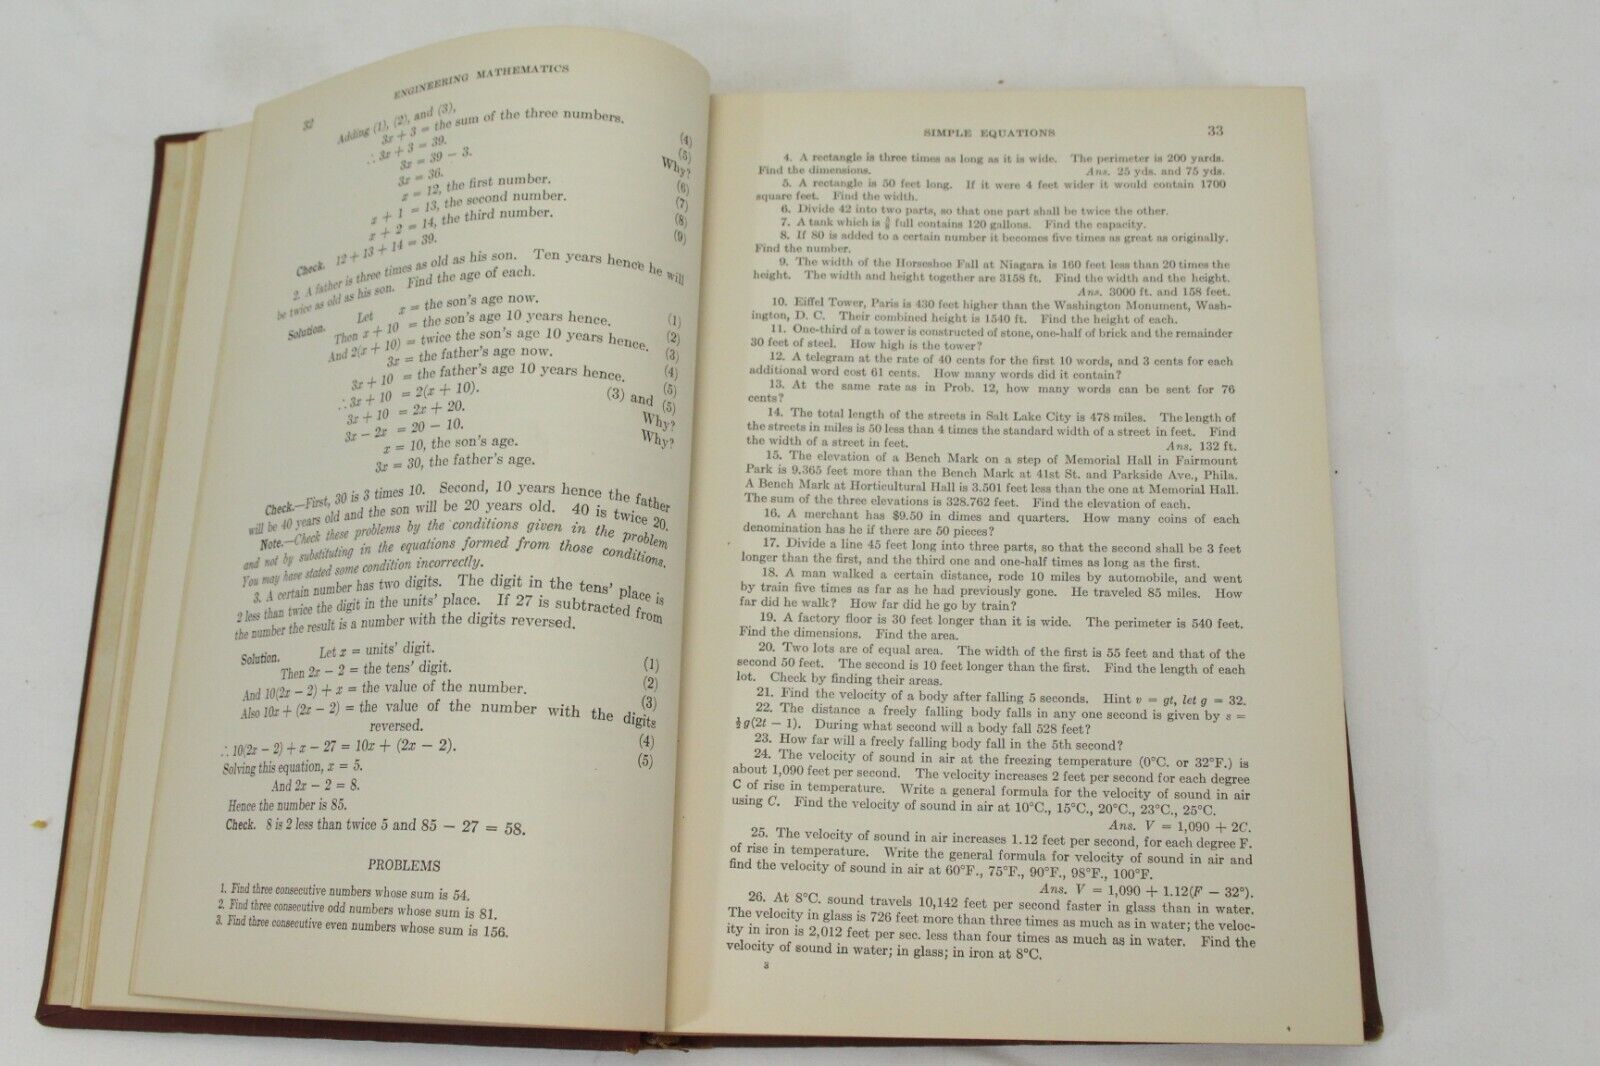 32
ENGINEERING MATHEMATICS
Adding (1), (2), and (3),
3x + 3 = the sum of the three numbers. (4)
∴ 3x + 3 = 39. (5)
3x = 39 − 3. Why?
3x = 36. (6)
x = 12, the first number. (7)
x + 1 = 13, the second number. (8)
x + 2 = 14, the third number. (9)
Check. 12 + 13 + 14 = 39.
2. A father is three times as old as his son. Ten years hence he will
be twice as old as his son. Find the age of each.
Solution. Let x = the son's age now. (1)
Then x + 10 = the son's age 10 years hence. (2)
And 2(x + 10) = twice the son's age 10 years hence. (3)
3x = the father's age now. (4)
3x + 10 = the father's age 10 years hence. (5)
∴ 3x + 10 = 2(x + 10). (3) and (5)
3x + 10 = 2x + 20. Why?
3x − 2x = 20 − 10. Why?
x = 10, the son's age.
3x = 30, the father's age.
Check.—First, 30 is 3 times 10. Second, 10 years hence the father
will be 40 years old and the son will be 20 years old. 40 is twice 20.
Note.—Check these problems by the conditions given in the problem
and not by substituting in the equations formed from those conditions.
You may have stated some condition incorrectly.
3. A certain number has two digits. The digit in the tens' place is
2 less than twice the digit in the units' place. If 27 is subtracted from
the number the result is a number with the digits reversed.
Solution. Let x = units' digit. (1)
Then 2x − 2 = the tens' digit. (2)
And 10(2x − 2) + x = the value of the number. (3)
Also 10x + (2x − 2) = the value of the number with the digits
reversed. (4)
∴ 10(2x − 2) + x − 27 = 10x + (2x − 2). (5)
Solving this equation, x = 5.
And 2x − 2 = 8.
Hence the number is 85.
Check. 8 is 2 less than twice 5 and 85 − 27 = 58.
PROBLEMS
1. Find three consecutive numbers whose sum is 54.
2. Find three consecutive odd numbers whose sum is 81.
3. Find three consecutive even numbers whose sum is 156.
SIMPLE EQUATIONS 33
4. A rectangle is three times as long as it is wide. The perimeter is 200 yards.
Find the dimensions. Ans. 25 yds. and 75 yds.
5. A rectangle is 50 feet long. If it were 4 feet wider it would contain 1700
square feet. Find the width.
6. Divide 42 into two parts, so that one part shall be twice the other.
7. A tank which is full contains 120 gallons. Find the capacity.
8. If 80 is added to a certain number it becomes five times as great as originally.
Find the number.
9. The width of the Horseshoe Fall at Niagara is 160 feet less than 20 times the
height. The width and height together are 3158 ft. Find the width and the height.
Ans. 3000 ft. and 158 feet.
10. Eiffel Tower, Paris is 430 feet higher than the Washington Monument, Wash-
ington, D. C. Their combined height is 1540 ft. Find the height of each.
11. One-third of a tower is constructed of stone, one-half of brick and the remainder
30 feet of steel. How high is the tower?
12. A telegram at the rate of 40 cents for the first 10 words, and 3 cents for each
additional word cost 61 cents. How many words did it contain?
13. At the same rate as in Prob. 12, how many words can be sent for 76
cents?
14. The total length of the streets in Salt Lake City is 478 miles. The length of
the streets in miles is 50 less than 4 times the standard width of a street in feet. Find
the width of a street in feet. Ans. 132 ft.
15. The elevation of a Bench Mark on a step of Memorial Hall in Fairmount
Park is 9.365 feet more than the Bench Mark at 41st St. and Parkside Ave., Phila.
A Bench Mark at Horticultural Hall is 3.501 feet less than the one at Memorial Hall.
The sum of the three elevations is 328.762 feet. Find the elevation of each.
16. A merchant has $9.50 in dimes and quarters. How many coins of each
denomination has he if there are 50 pieces?
17. Divide a line 45 feet long into three parts, so that the second shall be 3 feet
longer than the first, and the third one and one-half times as long as the first.
18. A man walked a certain distance, rode 10 miles by automobile, and went
by train five times as far as he had previously gone. He traveled 85 miles. How
far did he walk? How far did he go by train?
19. A factory floor is 30 feet longer than it is wide. The perimeter is 540 feet.
Find the dimensions. Find the area.
20. Two lots are of equal area. The width of the first is 55 feet and that of the
second 50 feet. The second is 10 feet longer than the first. Find the length of each
lot. Check by finding their areas.
21. Find the velocity of a body after falling 5 seconds. Hint v = gt, let g = 32.
22. The distance a freely falling body falls in any one second is given by s =
½g(2t − 1). During what second will a body fall 528 feet?
23. How far will a freely falling body fall in the 5th second?
24. The velocity of sound in air at the freezing temperature (0°C. or 32°F.) is
about 1,090 feet per second. The velocity increases 2 feet per second for each degree
C of rise in temperature. Write a general formula for the velocity of sound in air
using C. Find the velocity of sound in air at 10°C., 15°C., 20°C., 23°C., 25°C.
Ans. V = 1,090 + 2C.
25. The velocity of sound in air increases 1.12 feet per second, for each degree F.
of rise in temperature. Write the general formula for velocity of sound in air and
find the velocity of sound in air at 60°F., 75°F., 90°F., 98°F., 100°F.
Ans. V = 1,090 + 1.12(F − 32°).
26. At 8°C. sound travels 10,142 feet per second faster in glass than in water.
The velocity in glass is 726 feet more than three times as much as in water; the veloc-
ity in iron is 2,012 feet per sec. less than four times as much as in water. Find the
velocity of sound in water; in glass; in iron at 8°C.
3